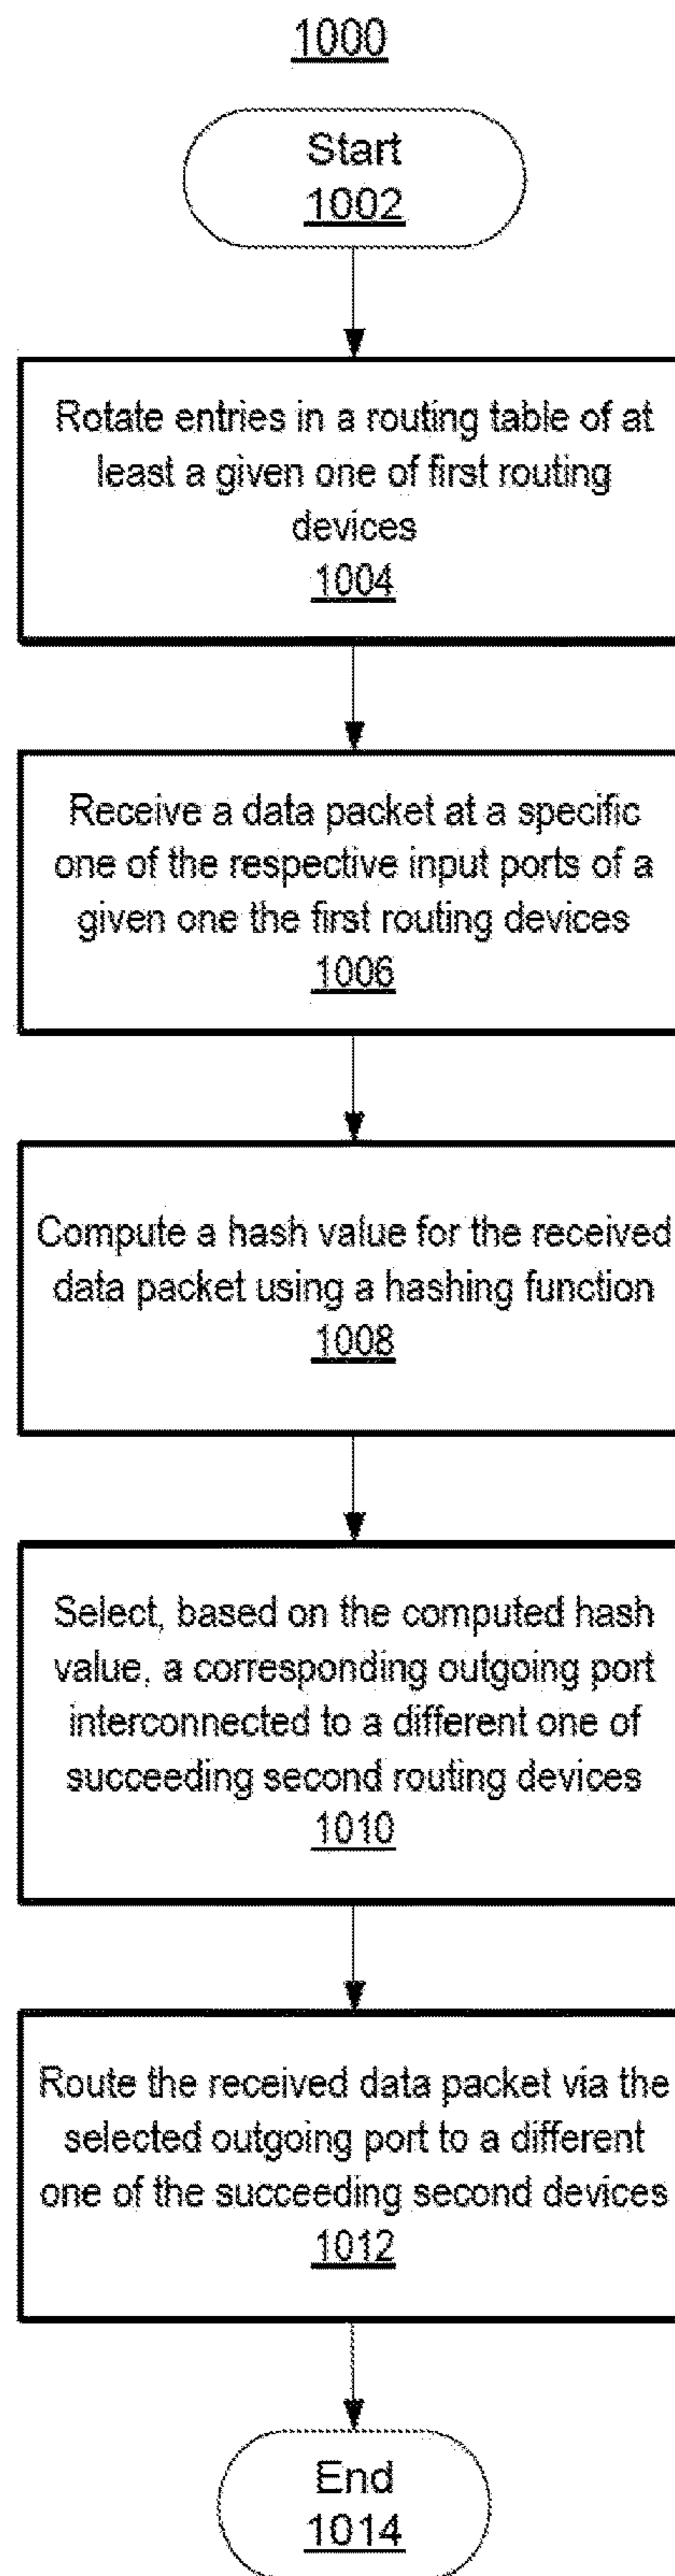 1000
Start
1002
Rotate entries in a routing table of at
least a given one of first routing
devices
1004
Receive a data packet at a specific
one of the respective input ports of a
given one the first routing devices
1006
Compute a hash value for the received
data packet using a hashing function
1008
Select, based on the computed hash
value, a corresponding outgoing port
interconnected to a different one of
succeeding second routing devices
1010
Route the received data packet via the
selected outgoing port to a different
one of the succeeding second devices
1012
End
1014